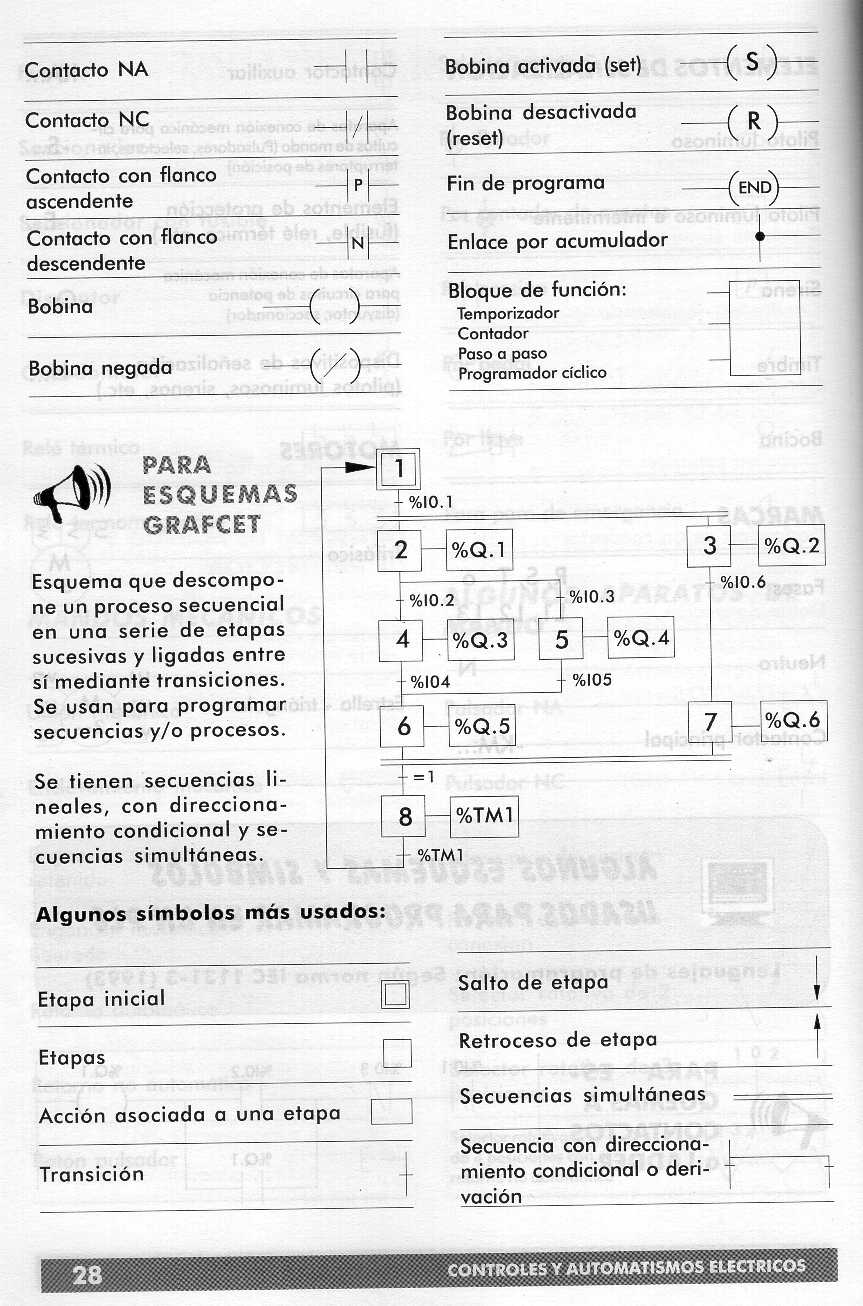 Contacto NA
Contacto NC
Contacto con flanco
ascendente
P
Contacto con flanco
descendente
N
Bobina
Bobina negada
Bobina activada (set)
S
Bobina desactivada
(reset)
R
Fin de programa
END
Enlace por acumulador
Bloque de función:
Temporizador
Contador
Paso a paso
Programador cíclico
PARA
ESQUEMAS
GRAFCET
Esquema que descompo-
ne un proceso secuencial
en una serie de etapas
sucesivas y ligadas entre
sí mediante transiciones.
Se usan para programar
secuencias y/o procesos.
Se tienen secuencias li-
neales, con direcciona-
miento condicional y se-
cuencias simultáneas.
1
%I0.1
2 %Q.1 3 %Q.2
%I0.2 %I0.3 %I0.6
4 %Q.3 5 %Q.4
%I04 %I05
6 %Q.5 7 %Q.6
=1
8 %TM1
%TM1
Algunos símbolos más usados:
Etapa inicial
Etapas
Acción asociada a una etapa
Transición
Salto de etapa
Retroceso de etapa
Secuencias simultáneas
Secuencia con direcciona-
miento condicional o deri-
vación
28
CONTROLES Y AUTOMATISMOS ELECTRICOS